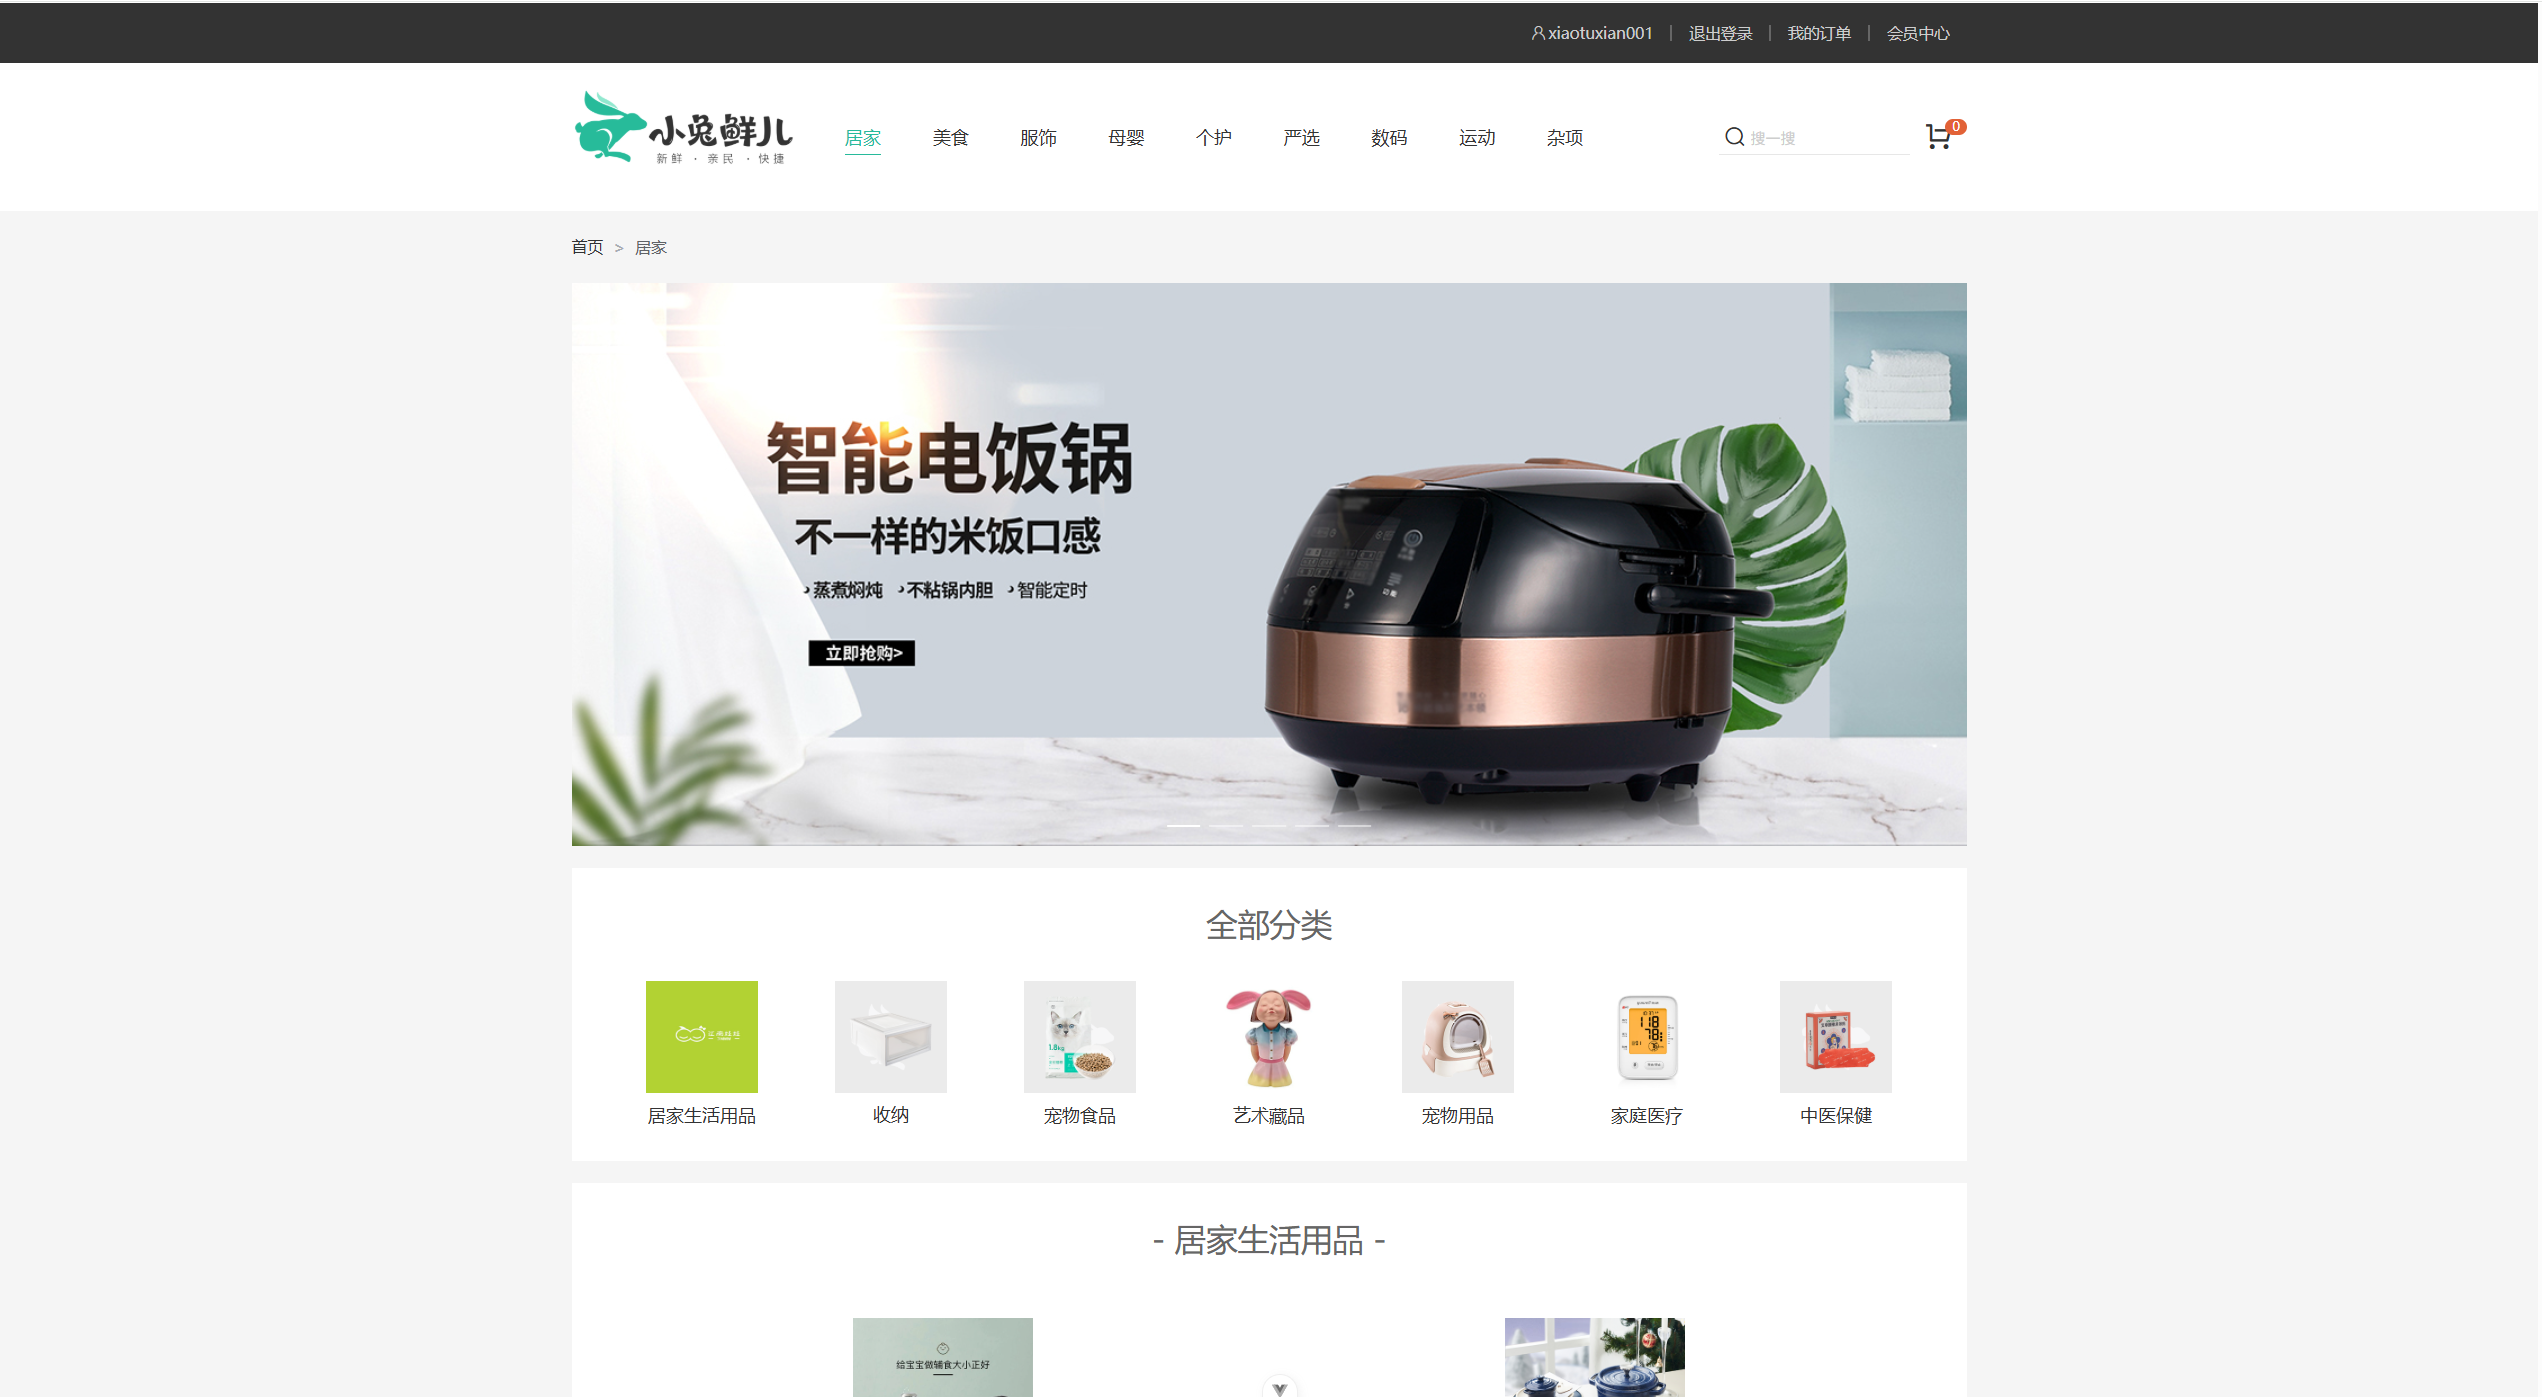 xiaotuxian001 退出登录 我的订单 会员中心
小兔鲜儿
新鲜 · 亲民 · 快捷
居家 美食 服饰 母婴 个护 严选 数码 运动 杂项
搜一搜
0
首页 > 居家
智能电饭锅
不一样的米饭口感
蒸煮焖炖 不粘锅内胆 智能定时
立即抢购>
全部分类
1.8kg
118
78
居家生活用品 收纳 宠物食品 艺术藏品 宠物用品 家庭医疗 中医保健
- 居家生活用品 -
给宝宝做辅食大小正好